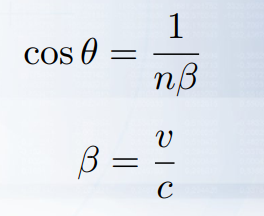 cos θ = 1/(nβ)
β = v/c